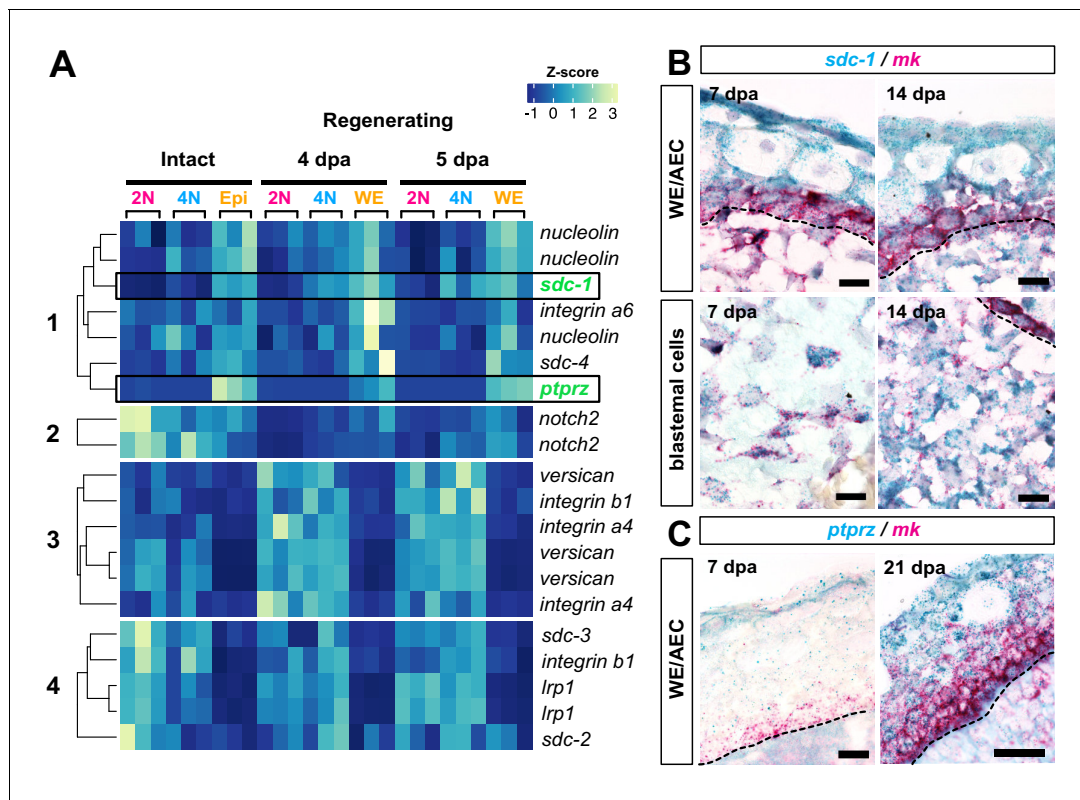 A
Z-score
-1 0 1 2 3
Regenerating
Intact 4 dpa 5 dpa
2N 4N Epi 2N 4N WE 2N 4N WE
nucleolin
nucleolin
sdc-1
integrin a6
1
nucleolin
sdc-4
ptprz
2
notch2
notch2
versican
integrin b1
3
integrin a4
versican
versican
integrin a4
sdc-3
4
integrin b1
lrp1
lrp1
sdc-2
B
sdc-1 / mk
WE/AEC
7 dpa 14 dpa
blastemal cells
7 dpa 14 dpa
C
ptprz / mk
WE/AEC
7 dpa 21 dpa